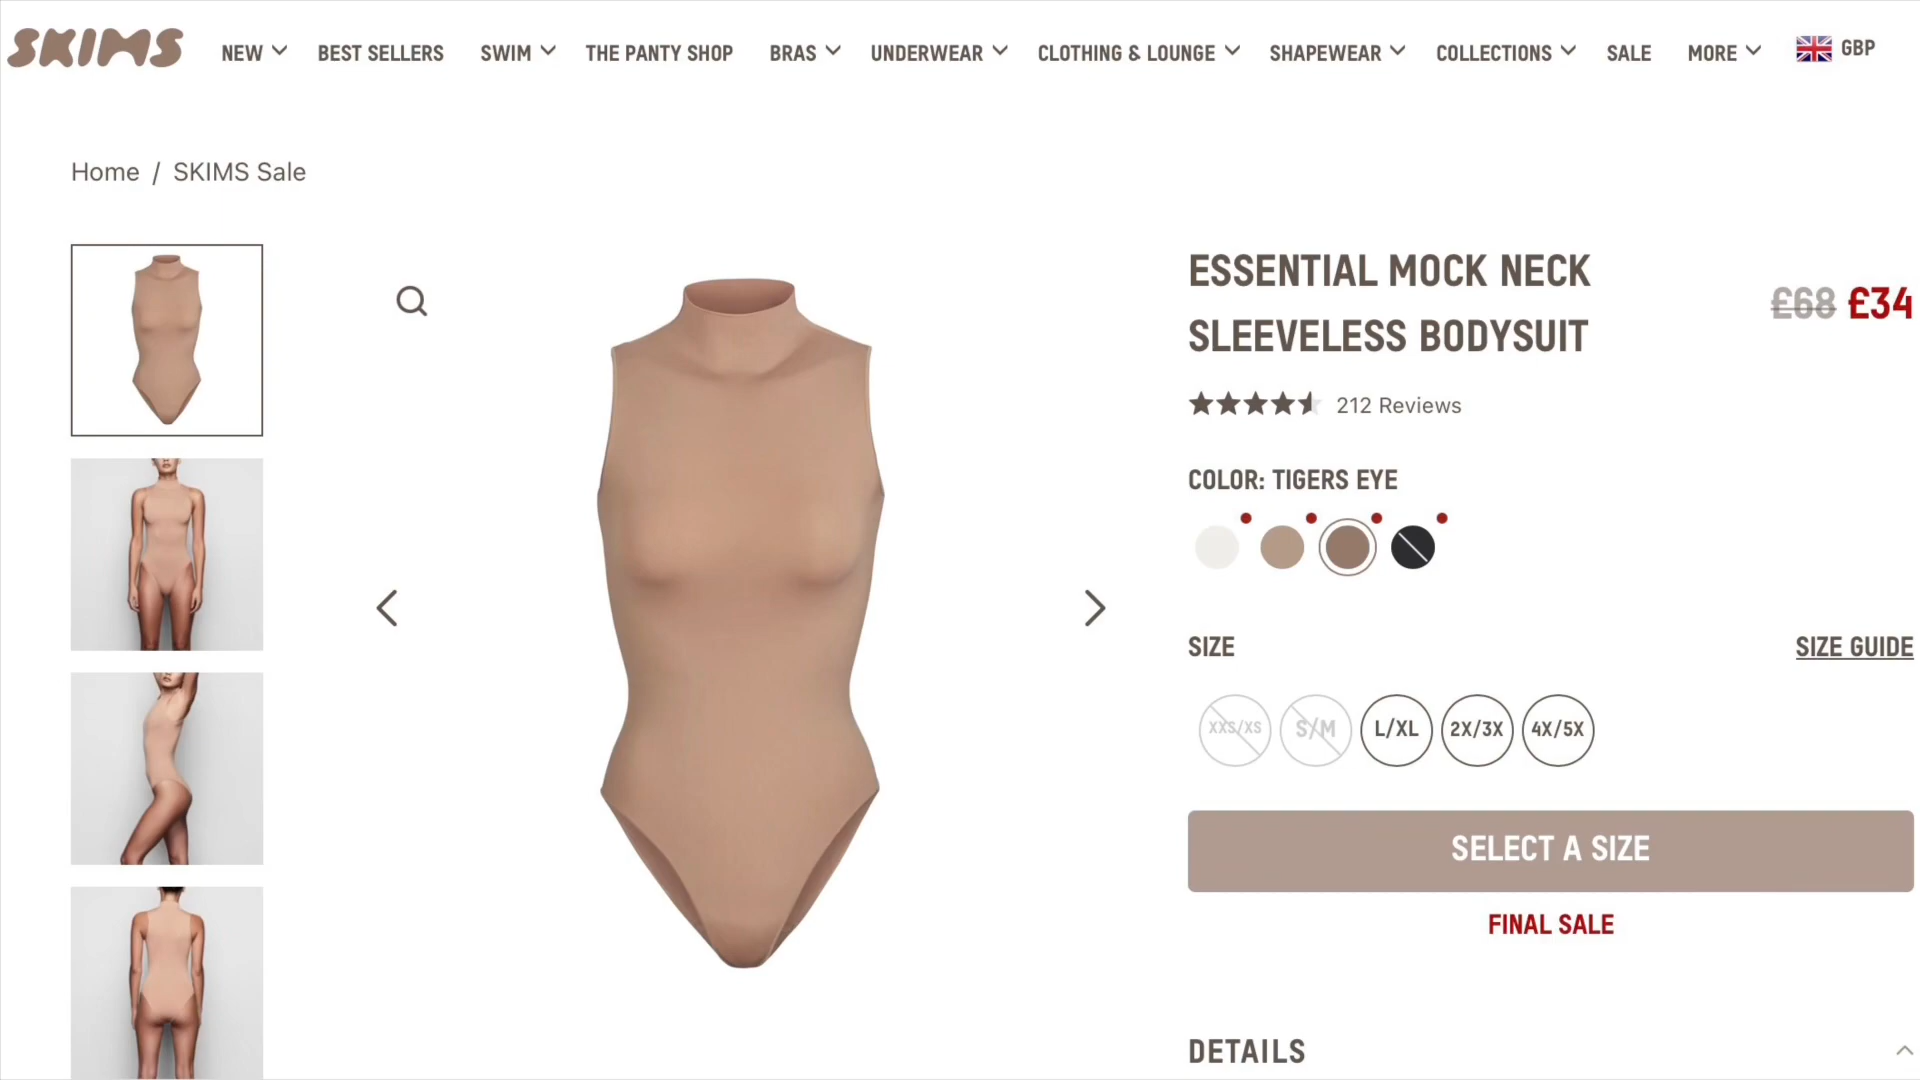 SKIMS
NEW
BEST SELLERS
SWIM
THE PANTY SHOP
BRAS
UNDERWEAR
CLOTHING & LOUNGE
SHAPEWEAR
COLLECTIONS
SALE
MORE
GBP
Home / SKIMS Sale
ESSENTIAL MOCK NECK
SLEEVELESS BODYSUIT
£68 £34
212 Reviews
COLOR: TIGERS EYE
SIZE
SIZE GUIDE
XXS/XS
S/M
L/XL
2X/3X
4X/5X
SELECT A SIZE
FINAL SALE
DETAILS